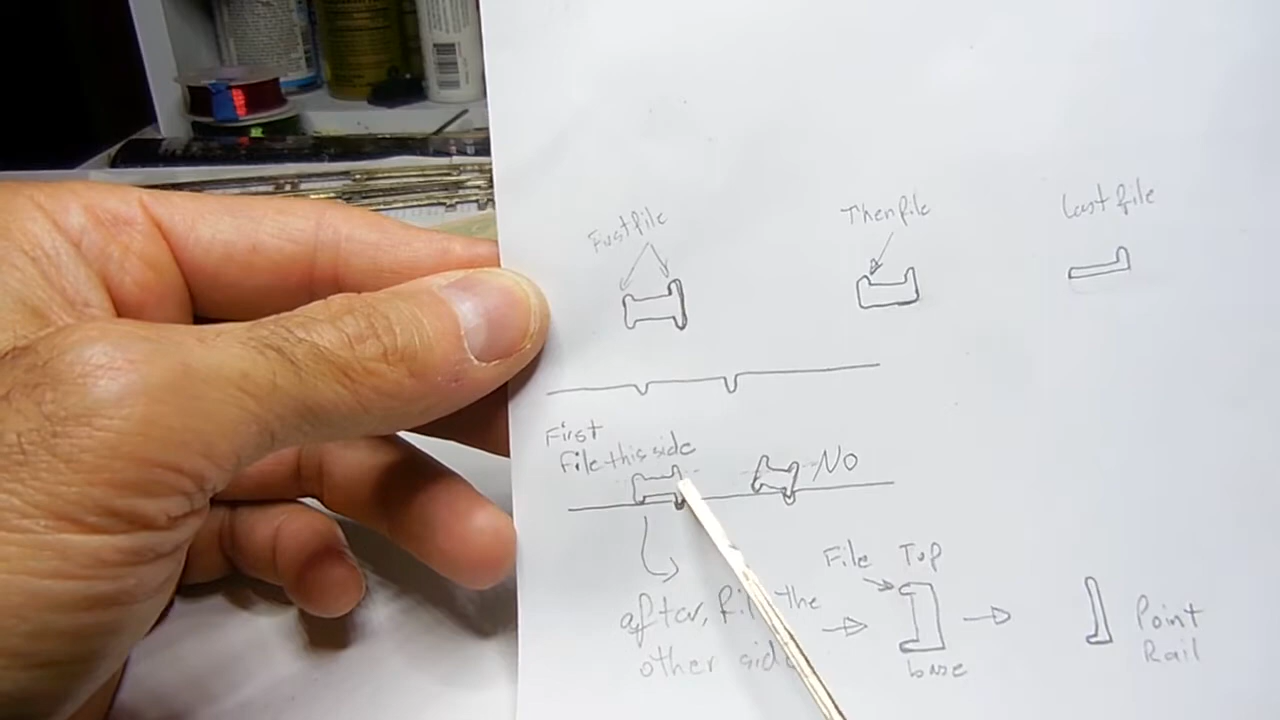 First file
Then file
Last file
First
file this side
NO
File Top
after, file the
other side
base
Point
Rail